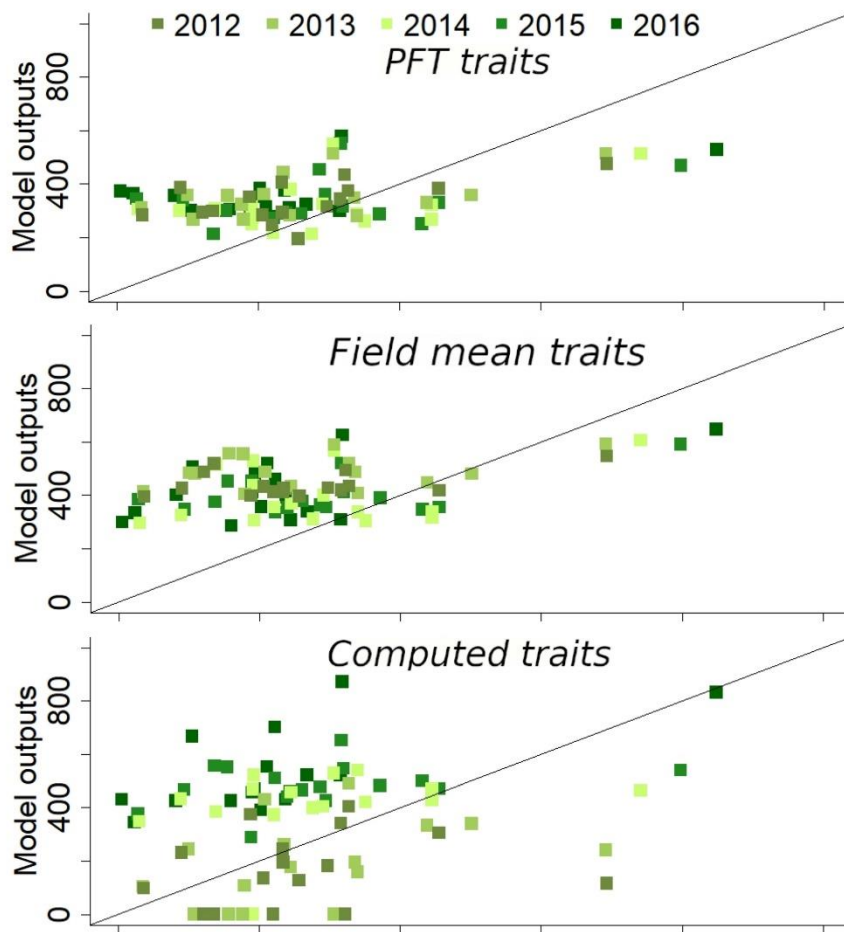 2012 2013 2014 2015 2016
PFT traits
Model outputs
0 400 800
Field mean traits
Model outputs
0 400 800
Computed traits
Model outputs
0 400 800